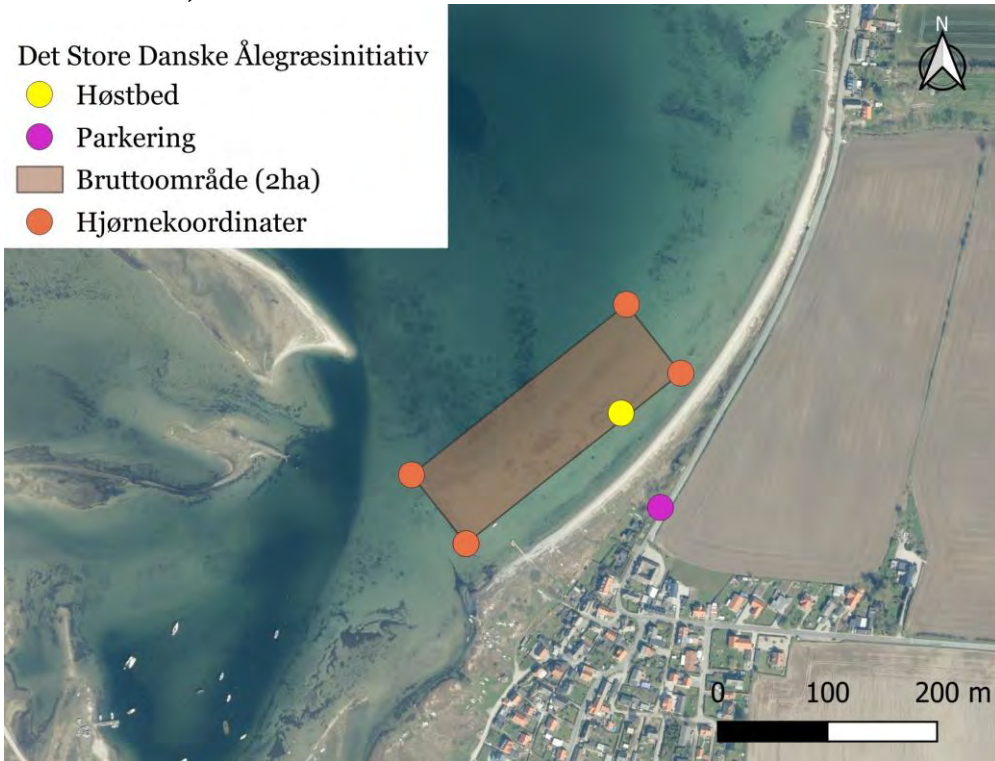 Det Store Danske Ålegræsinitiativ
Høstbed
Parkering
Bruttoområde (2ha)
Hjørnekoordinater
N
0 100 200 m